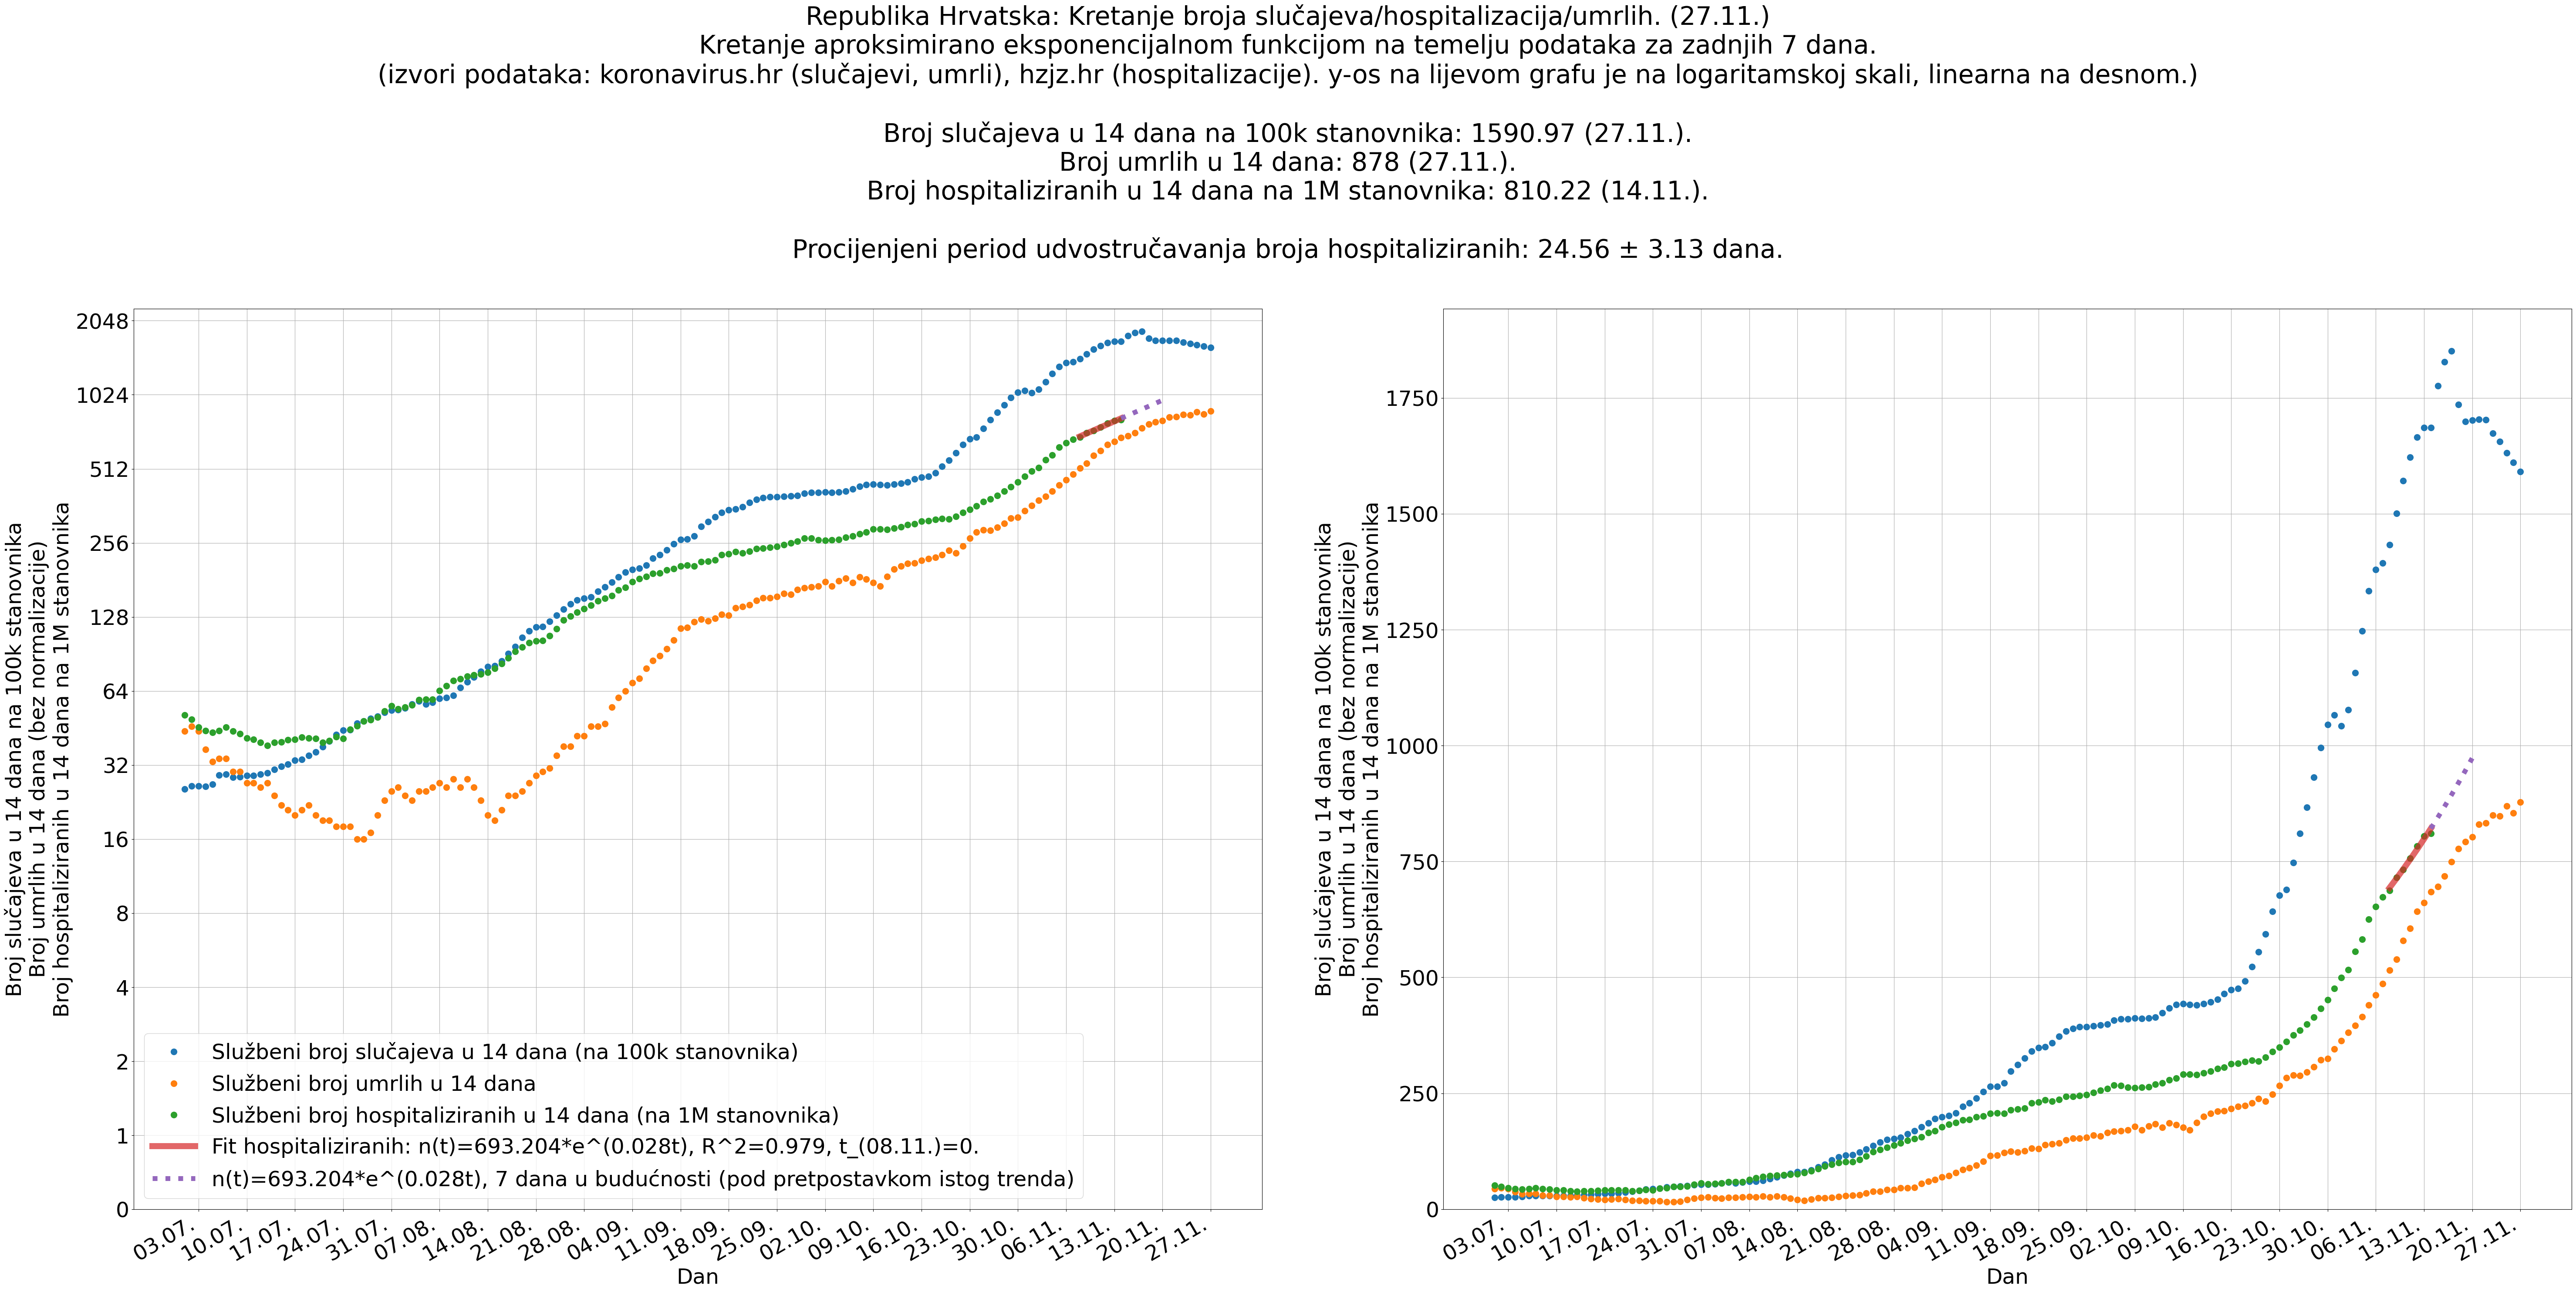 Republika Hrvatska: Kretanje broja slučajeva/hospitalizacija/umrlih. (27.11.)
Kretanje aproksimirano eksponencijalnom funkcijom na temelju podataka za zadnjih 7 dana.
(izvori podataka: koronavirus.hr (slučajevi, umrli), hzjz.hr (hospitalizacije). y-os na lijevom grafu je na logaritamskoj skali, linearna na desnom.)
Broj slučajeva u 14 dana na 100k stanovnika: 1590.97 (27.11.).
Broj umrlih u 14 dana: 878 (27.11.).
Broj hospitaliziranih u 14 dana na 1M stanovnika: 810.22 (14.11.).
Procijenjeni period udvostručavanja broja hospitaliziranih: 24.56 ± 3.13 dana.
Broj slučajeva u 14 dana na 100k stanovnika
Broj umrlih u 14 dana (bez normalizacije)
Broj hospitaliziranih u 14 dana na 1M stanovnika
2048
1024
512
256
128
64
32
16
8
4
2
1
0
Službeni broj slučajeva u 14 dana (na 100k stanovnika)
Službeni broj umrlih u 14 dana
Službeni broj hospitaliziranih u 14 dana (na 1M stanovnika)
Fit hospitaliziranih: n(t)=693.204*e^(0.028t), R^2=0.979, t_(08.11.)=0.
n(t)=693.204*e^(0.028t), 7 dana u budućnosti (pod pretpostavkom istog trenda)
03.07. 10.07. 17.07. 24.07. 31.07. 07.08. 14.08. 21.08. 28.08. 04.09. 11.09. 18.09. 25.09. 02.10. 09.10. 16.10. 23.10. 30.10. 06.11. 13.11. 20.11. 27.11.
Dan
Broj slučajeva u 14 dana na 100k stanovnika
Broj umrlih u 14 dana (bez normalizacije)
Broj hospitaliziranih u 14 dana na 1M stanovnika
1750
1500
1250
1000
750
500
250
0
03.07. 10.07. 17.07. 24.07. 31.07. 07.08. 14.08. 21.08. 28.08. 04.09. 11.09. 18.09. 25.09. 02.10. 09.10. 16.10. 23.10. 30.10. 06.11. 13.11. 20.11. 27.11.
Dan